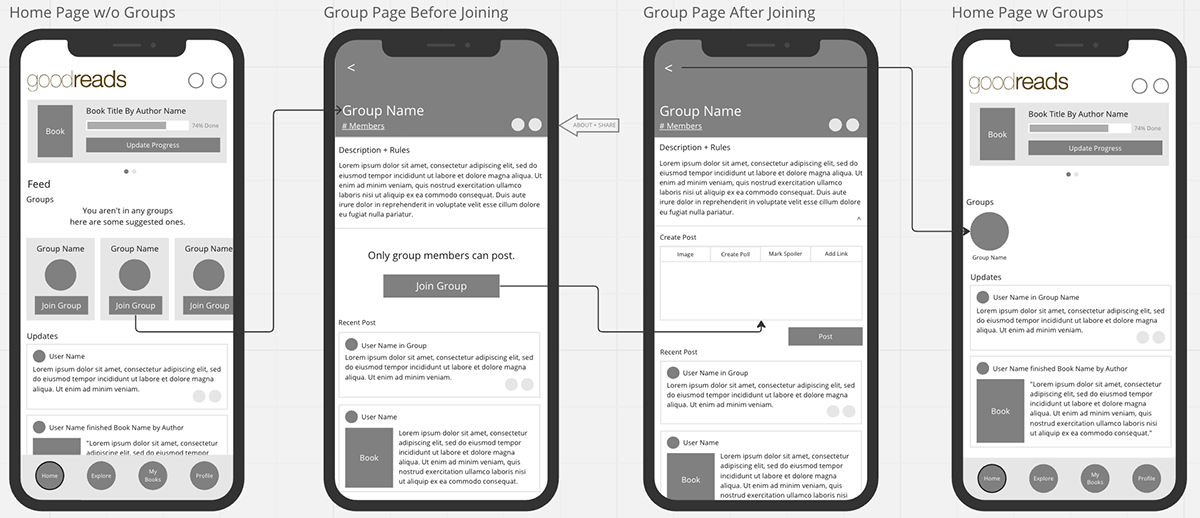 Home Page w/o Groups
goodreads
Book
Book Title By Author Name
74% Done
Update Progress
Feed
Groups
You aren't in any groups
here are some suggested ones.
Group Name
Group Name
Group Name
Join Group
Join Group
Join Group
Updates
User Name
Lorem ipsum dolor sit amet, consectetur adipiscing elit,
sed do eiusmod tempor incididunt ut labore et dolore magna
aliqua. Ut enim ad minim veniam.
User Name finished Book Name by Author
"Lorem ipsum dolor sit amet, consectetur
adipiscing elit, sed do eiusmod tempor
Home
Explore
My
Books
Profile
Group Page Before Joining
<
Group Name
# Members
ABOUT + SHARE
Description + Rules
Lorem ipsum dolor sit amet, consectetur adipiscing elit, sed do
eiusmod tempor incididunt ut labore et dolore magna aliqua. Ut
enim ad minim veniam, quis nostrud exercitation ullamco
laboris nisi ut aliquip ex ea commodo consequat. Duis aute
irure dolor in reprehenderit in voluptate velit esse cillum dolore
eu fugiat nulla pariatur.
Only group members can post.
Join Group
Recent Post
User Name in Group
Lorem ipsum dolor sit amet, consectetur adipiscing elit,
sed do eiusmod tempor incididunt ut labore et dolore magna
aliqua. Ut enim ad minim veniam.
User Name
Book
Lorem ipsum dolor sit amet, consectetur
adipiscing elit, sed do eiusmod tempor
incididunt ut labore et dolore magna
aliqua. Ut enim ad minim veniam, quis
nostrud exercitation ullamco laboris nisi
ut aliquip ex ea commodo consequat.
Group Page After Joining
<
Group Name
# Members
Description + Rules
Lorem ipsum dolor sit amet, consectetur adipiscing elit, sed do
eiusmod tempor incididunt ut labore et dolore magna aliqua. Ut
enim ad minim veniam, quis nostrud exercitation ullamco
laboris nisi ut aliquip ex ea commodo consequat. Duis aute
irure dolor in reprehenderit in voluptate velit esse cillum dolore
eu fugiat nulla pariatur.
^
Create Post
Image
Create Poll
Mark Spoiler
Add Link
Post
Recent Post
User Name in Group
Lorem ipsum dolor sit amet, consectetur adipiscing elit,
sed do eiusmod tempor incididunt ut labore et dolore magna
aliqua. Ut enim ad minim veniam.
User Name
Book
Lorem ipsum dolor sit amet, consectetur
adipiscing elit, sed do eiusmod tempor
incididunt ut labore et dolore magna
aliqua. Ut enim ad minim veniam, quis
Home Page w Groups
goodreads
Book
Book Title By Author Name
74% Done
Update Progress
Groups
Group Name
Updates
User Name in Group Name
Lorem ipsum dolor sit amet, consectetur adipiscing elit,
sed do eiusmod tempor incididunt ut labore et dolore magna
aliqua. Ut enim ad minim veniam.
User Name finished Book Name by Author
Book
"Lorem ipsum dolor sit amet, consectetur
adipiscing elit, sed do eiusmod tempor
incididunt ut labore et dolore magna
aliqua. Ut enim ad minim veniam, quis
nostrud exercitation ullamco laboris nisi
ut aliquip ex ea commodo consequat."
Home
Explore
My
Books
Profile